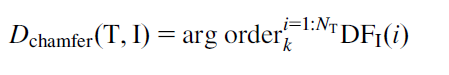 D_chamfer(T, I) = arg order_k^{i=1:N_T} DF_I(i)